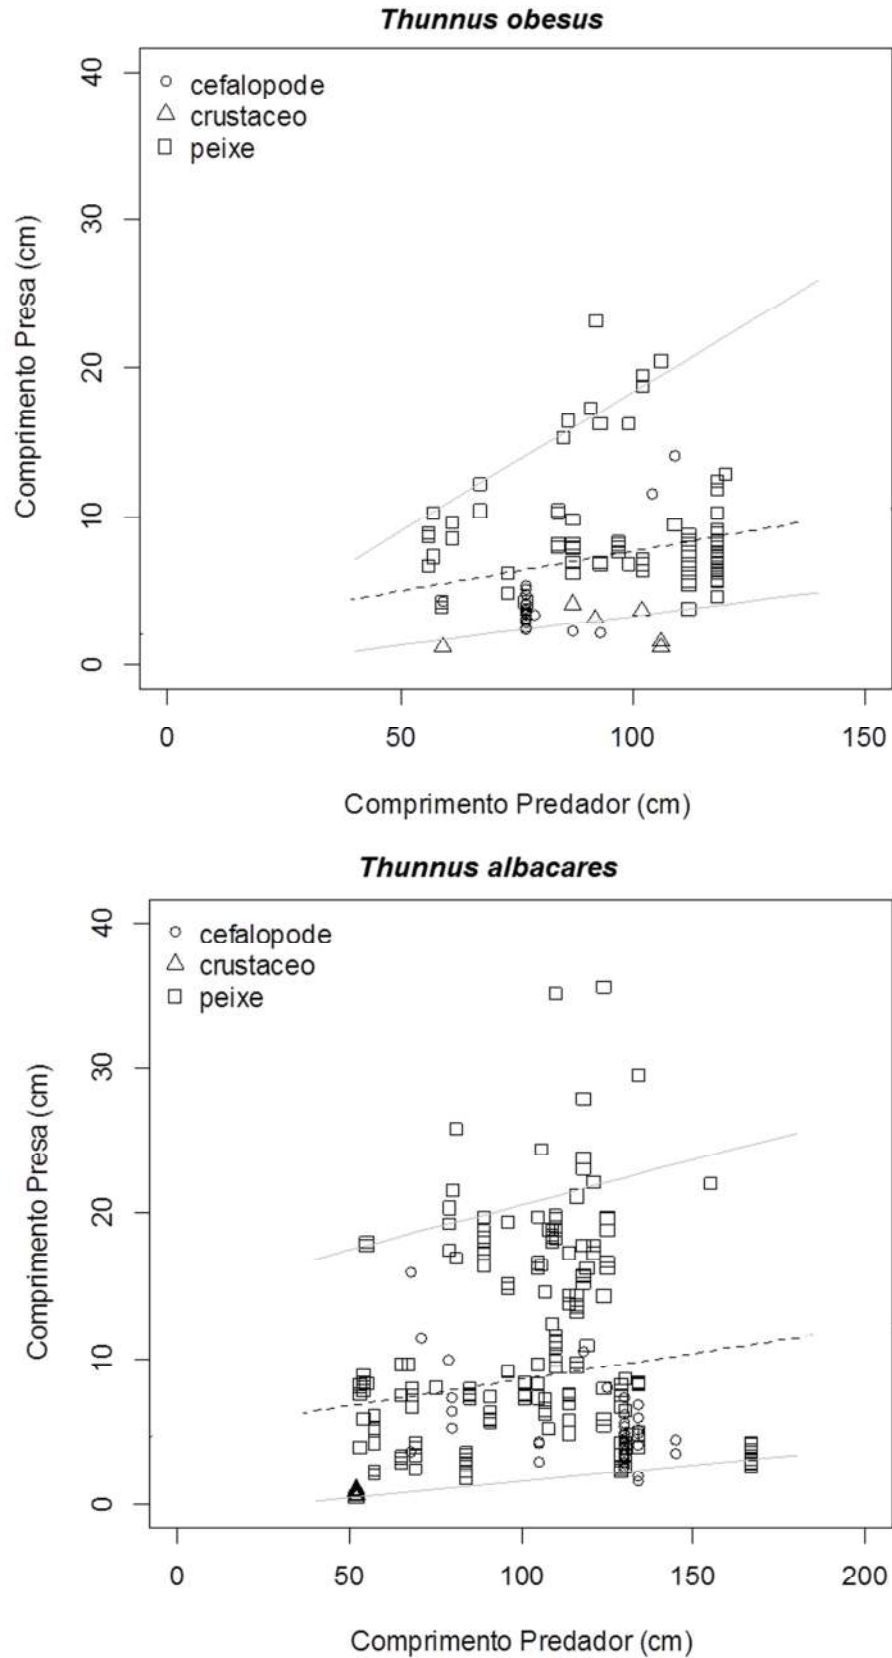 Thunnus obesus
cefalopode
crustaceo
peixe
Comprimento Presa (cm)
40
30
20
10
0
0 50 100 150
Comprimento Predador (cm)
Thunnus albacares
cefalopode
crustaceo
peixe
Comprimento Presa (cm)
40
30
20
10
0
0 50 100 150 200
Comprimento Predador (cm)